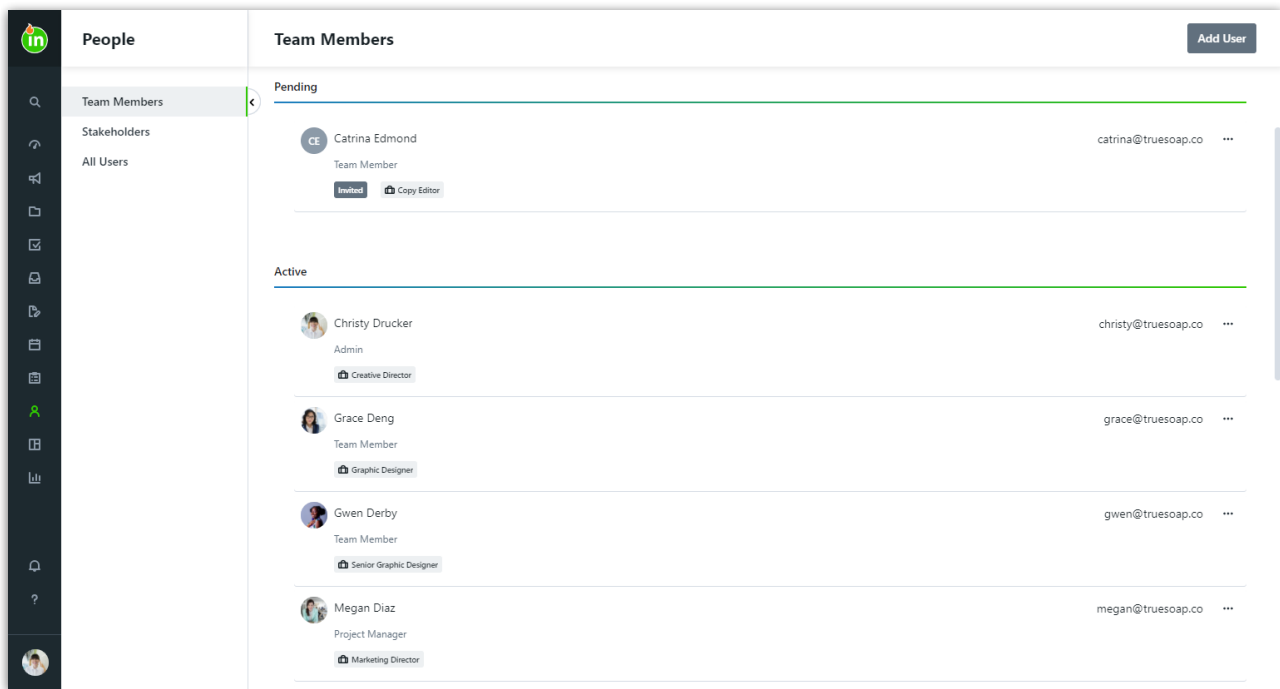 in
People
Team Members
Add User
Team Members
Stakeholders
All Users
Pending
CE
Catrina Edmond
catrina@truesoap.co
Team Member
Invited
Copy Editor
Active
Christy Drucker
christy@truesoap.co
Admin
Creative Director
Grace Deng
grace@truesoap.co
Team Member
Graphic Designer
Gwen Derby
gwen@truesoap.co
Team Member
Senior Graphic Designer
Megan Diaz
megan@truesoap.co
Project Manager
Marketing Director
?